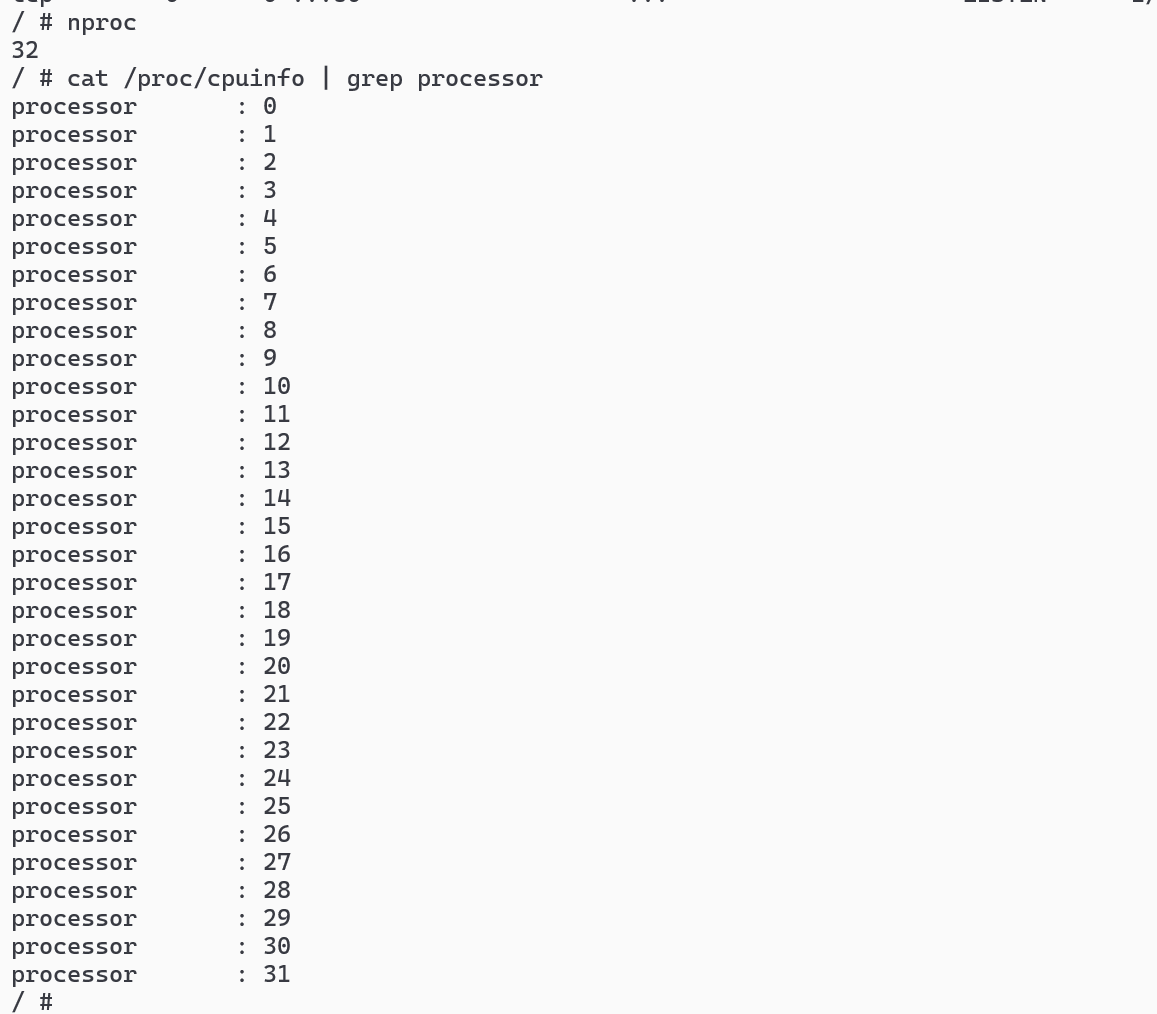 / # nproc
32
/ # cat /proc/cpuinfo | grep processor
processor       : 0
processor       : 1
processor       : 2
processor       : 3
processor       : 4
processor       : 5
processor       : 6
processor       : 7
processor       : 8
processor       : 9
processor       : 10
processor       : 11
processor       : 12
processor       : 13
processor       : 14
processor       : 15
processor       : 16
processor       : 17
processor       : 18
processor       : 19
processor       : 20
processor       : 21
processor       : 22
processor       : 23
processor       : 24
processor       : 25
processor       : 26
processor       : 27
processor       : 28
processor       : 29
processor       : 30
processor       : 31
/ #